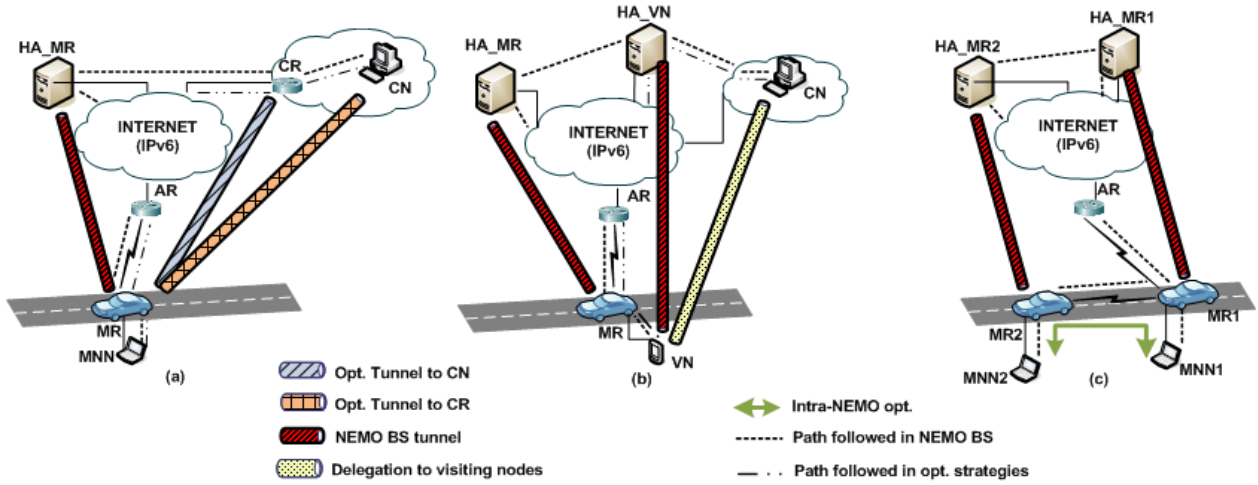 HA_MR
CR
CN
INTERNET
(IPv6)
AR
MR
MNN
(a)
HA_VN
HA_MR
CN
INTERNET
(IPv6)
AR
MR
VN
(b)
HA_MR1
HA_MR2
INTERNET
(IPv6)
AR
MR1
MR2
MNN2
MNN1
(c)
Opt. Tunnel to CN
Opt. Tunnel to CR
NEMO BS tunnel
Delegation to visiting nodes
Intra-NEMO opt.
Path followed in NEMO BS
Path followed in opt. strategies